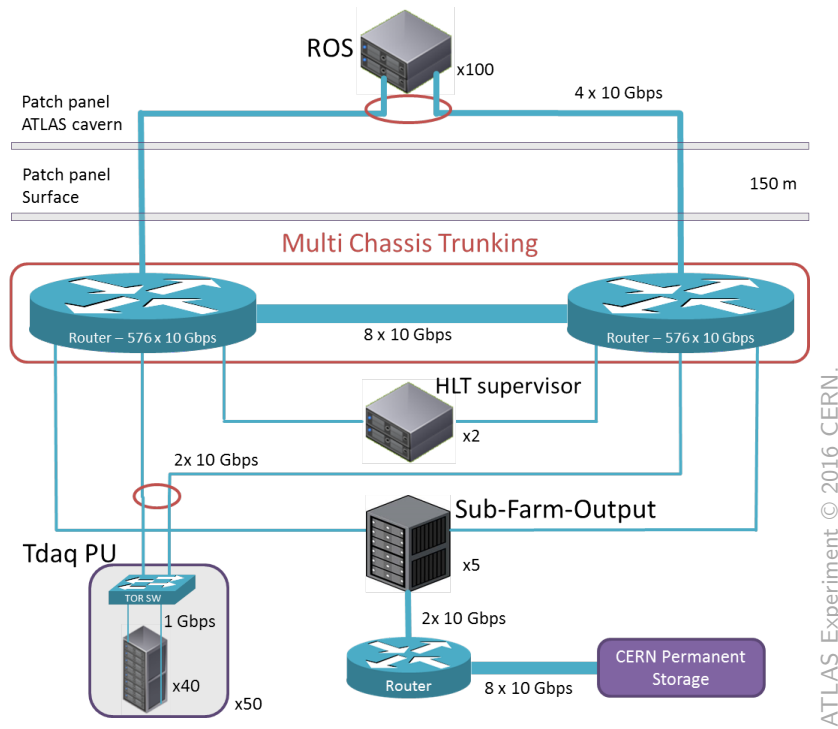 ROS
x100
4 x 10 Gbps
Patch panel
ATLAS cavern
Patch panel
Surface
150 m
Multi Chassis Trunking
Router – 576 x 10 Gbps
8 x 10 Gbps
Router – 576 x 10 Gbps
HLT supervisor
x2
2x 10 Gbps
Sub-Farm-Output
x5
Tdaq PU
TOR SW
1 Gbps
x40
x50
2x 10 Gbps
Router
8 x 10 Gbps
CERN Permanent
Storage
ATLAS Experiment © 2016 CERN.